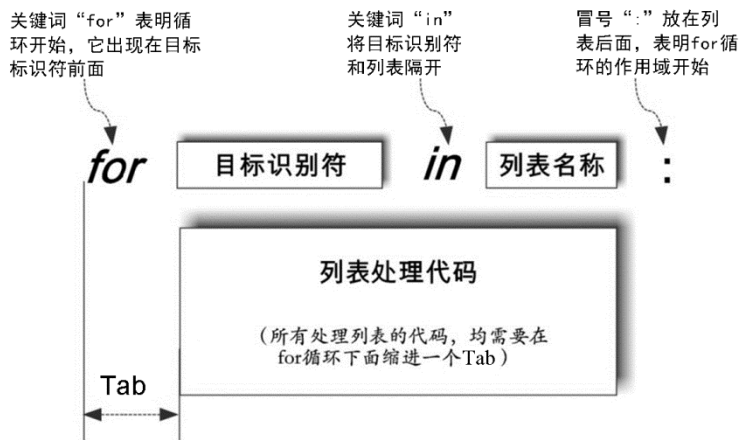 关键词“for”表明循
环开始，它出现在目标
标识符前面
关键词“in”
将目标识别符
和列表隔开
冒号“:”放在列
表后面，表明for循
环的作用域开始
for 目标识别符 in 列表名称 :
列表处理代码
（所有处理列表的代码，均需要在
for循环下面缩进一个Tab）
Tab